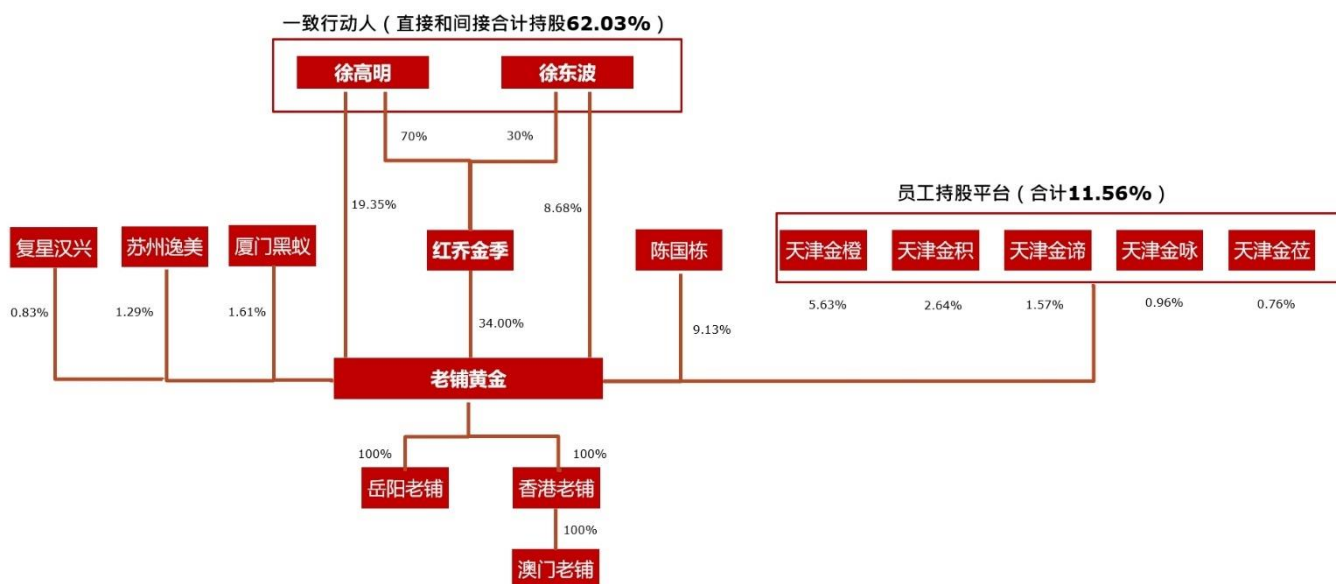 一致行动人（直接和间接合计持股62.03%）
徐高明
徐东波
70%
30%
19.35%
8.68%
员工持股平台（合计11.56%）
复星汉兴
苏州逸美
厦门黑蚁
红乔金季
陈国栋
天津金橙
天津金积
天津金谛
天津金咏
天津金莅
0.83%
1.29%
1.61%
34.00%
9.13%
5.63%
2.64%
1.57%
0.96%
0.76%
老铺黄金
100%
100%
岳阳老铺
香港老铺
100%
澳门老铺